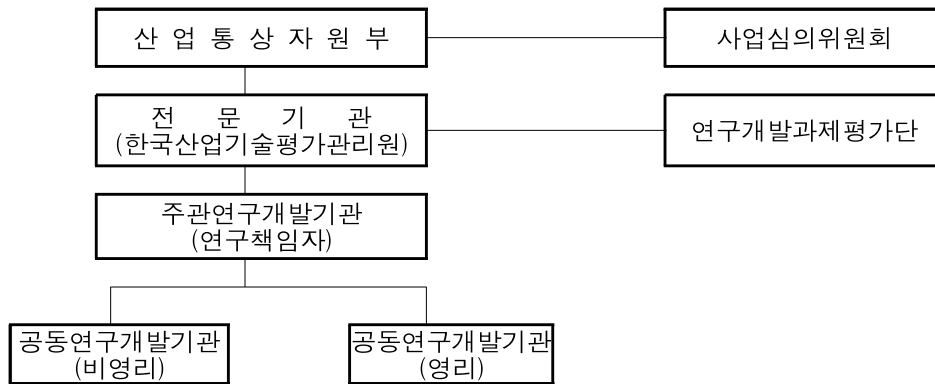 산 업 통 상 자 원 부
사업심의위원회
전 문 기 관
(한국산업기술평가관리원)
연구개발과제평가단
주관연구개발기관
(연구책임자)
공동연구개발기관
(비영리)
공동연구개발기관
(영리)